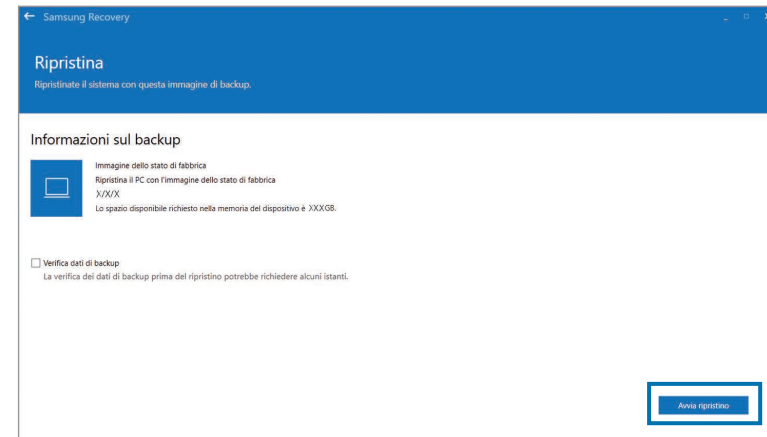 Samsung Recovery
Ripristina
Ripristinate il sistema con questa immagine di backup.
Informazioni sul backup
Immagine dello stato di fabbrica
Ripristina il PC con l'immagine dello stato di fabbrica
X/X/X
Lo spazio disponibile richiesto nella memoria del dispositivo è XXXGB.
Verifica dati di backup
La verifica dei dati di backup prima del ripristino potrebbe richiedere alcuni istanti.
Avvia ripristino